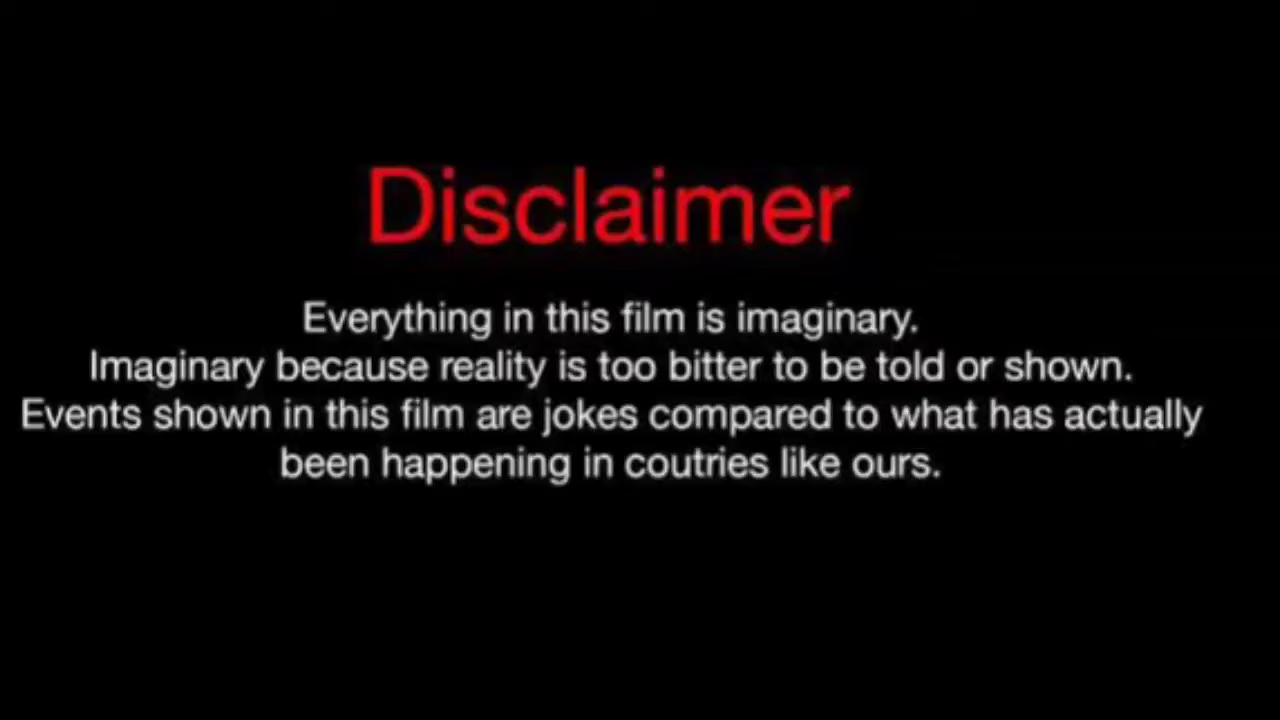 Disclaimer
Everything in this film is imaginary.
Imaginary because reality is too bitter to be told or shown.
Events shown in this film are jokes compared to what has actually
been happening in coutries like ours.